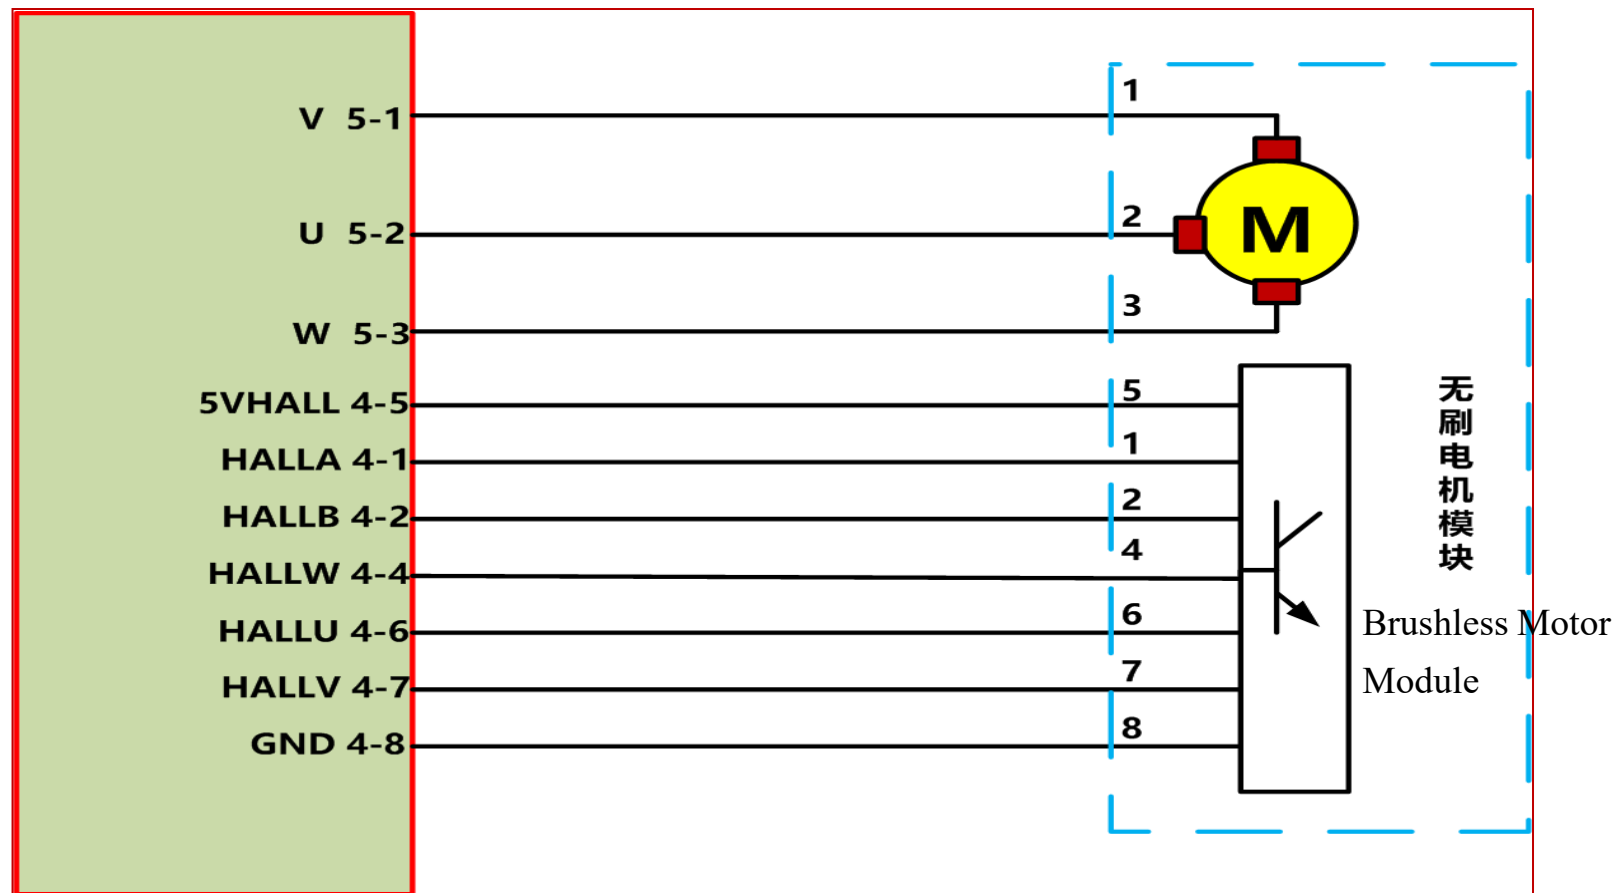 V 5-1
1
U 5-2
2
M
W 5-3
3
5VHALL 4-5
5
HALLA 4-1
1
HALLB 4-2
2
HALLW 4-4
4
HALLU 4-6
6
HALLV 4-7
7
GND 4-8
8
无刷电机模块
Brushless Motor
Module